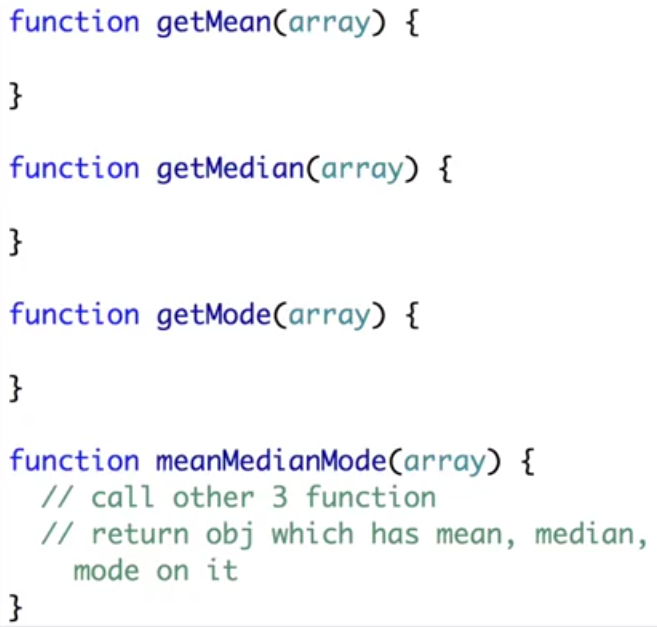 function getMean(array) {
}
function getMedian(array) {
}
function getMode(array) {
}
function meanMedianMode(array) {
// call other 3 function
// return obj which has mean, median,
mode on it
}